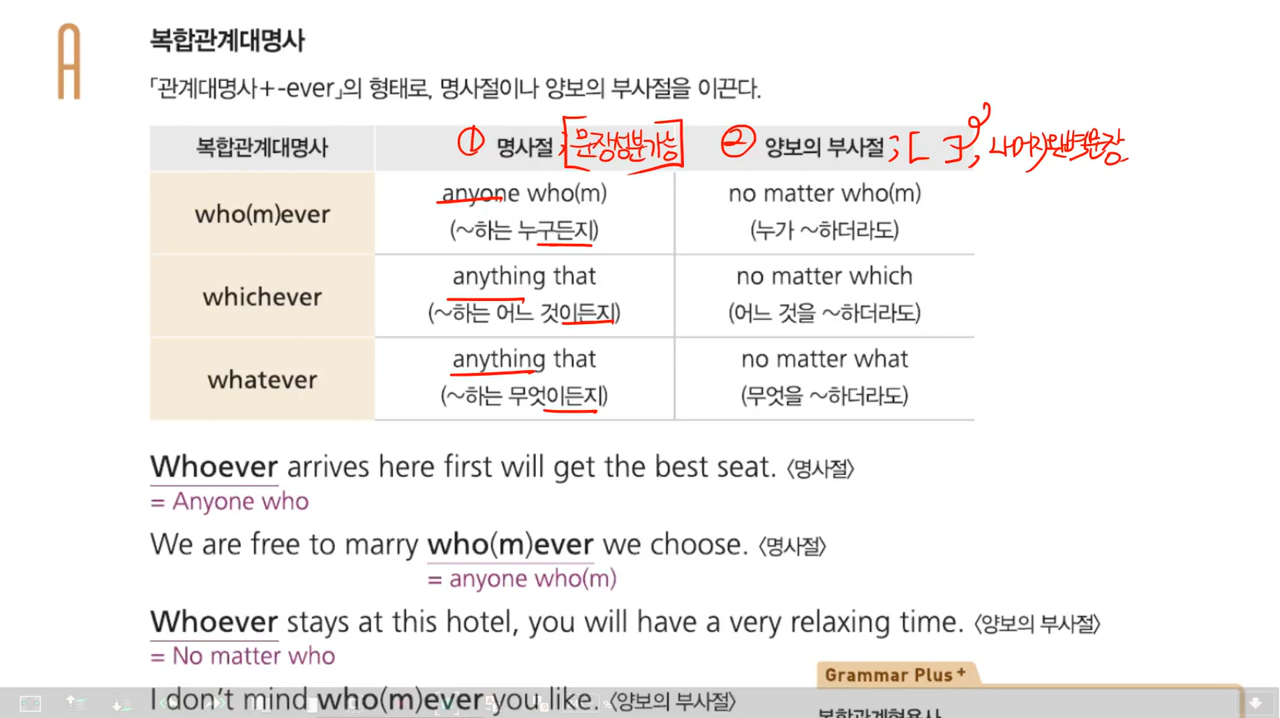 A
복합관계대명사
「관계대명사+-ever」의 형태로, 명사절이나 양보의 부사절을 이끈다.
복합관계대명사 ① 명사절 ; [문장성분가능] ② 양보의 부사절 ; [ ], 나머지완벽문장
who(m)ever anyone who(m) no matter who(m)
(~하는 누구든지) (누가 ~하더라도)
whichever anything that no matter which
(~하는 어느 것이든지) (어느 것을 ~하더라도)
whatever anything that no matter what
(~하는 무엇이든지) (무엇을 ~하더라도)
Whoever arrives here first will get the best seat. 〈명사절〉
= Anyone who
We are free to marry who(m)ever we choose. 〈명사절〉
= anyone who(m)
Whoever stays at this hotel, you will have a very relaxing time. 〈양보의 부사절〉
= No matter who
Grammar Plus+
I don't mind who(m)ever you like. 〈양보의 부사절〉
복합관계형용사